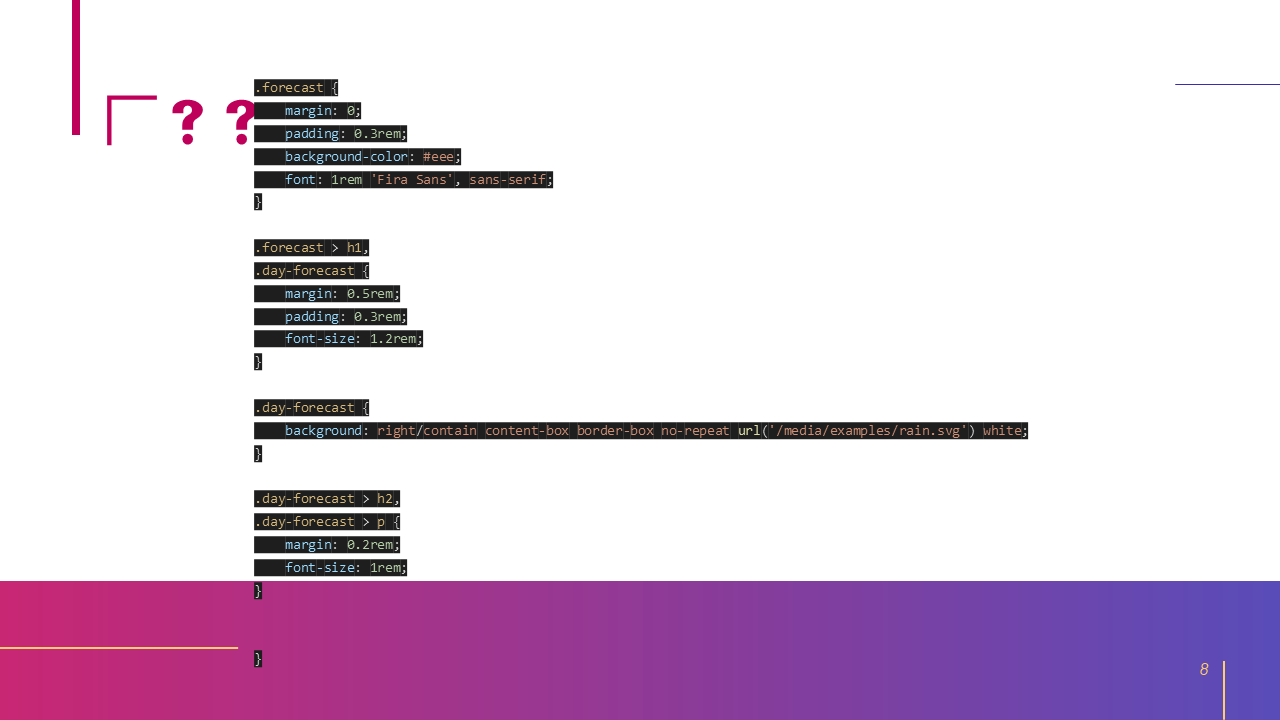 ? ?
.forecast {
    margin: 0;
    padding: 0.3rem;
    background-color: #eee;
    font: 1rem 'Fira Sans', sans-serif;
}

.forecast > h1,
.day-forecast {
    margin: 0.5rem;
    padding: 0.3rem;
    font-size: 1.2rem;
}

.day-forecast {
    background: right/contain content-box border-box no-repeat url('/media/examples/rain.svg') white;
}

.day-forecast > h2,
.day-forecast > p {
    margin: 0.2rem;
    font-size: 1rem;
}

}
8